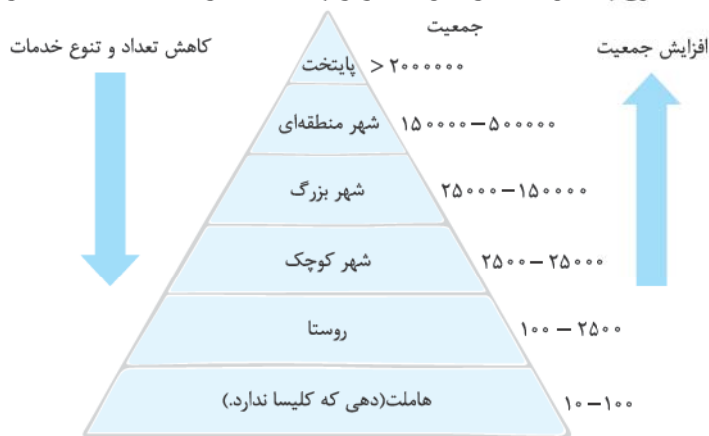 جمعیت
کاهش تعداد و تنوع خدمات
افزایش جمعیت
پایتخت > ۲۰۰۰۰۰۰
شهر منطقه‌ای ۱۵۰۰۰۰ – ۵۰۰۰۰۰
شهر بزرگ ۲۵۰۰۰ – ۱۵۰۰۰۰
شهر کوچک ۲۵۰۰ – ۲۵۰۰۰
روستا ۱۰۰ – ۲۵۰۰
هاملت(دهی که کلیسا ندارد.) ۱۰ – ۱۰۰